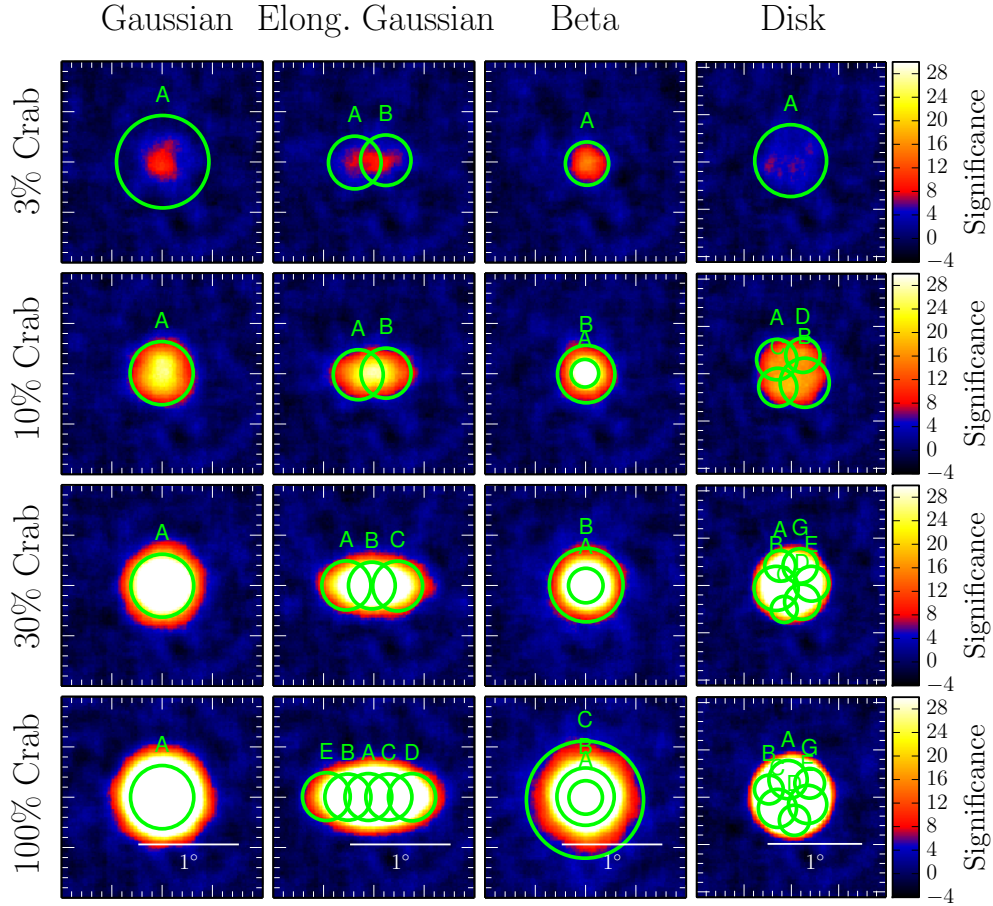 Gaussian Elong. Gaussian Beta Disk
3% Crab
A
A B
A
A
28
24
20
16
12
8
4
0
−4
Significance
10% Crab
A
A B
B
A
A D
C B
28
24
20
16
12
8
4
0
−4
Significance
30% Crab
A
A B C
B
A
A G
B E
D
28
24
20
16
12
8
4
0
−4
Significance
100% Crab
A
1°
E B A C D
1°
C
B
A
1°
A
B G
D
1°
28
24
20
16
12
8
4
0
−4
Significance